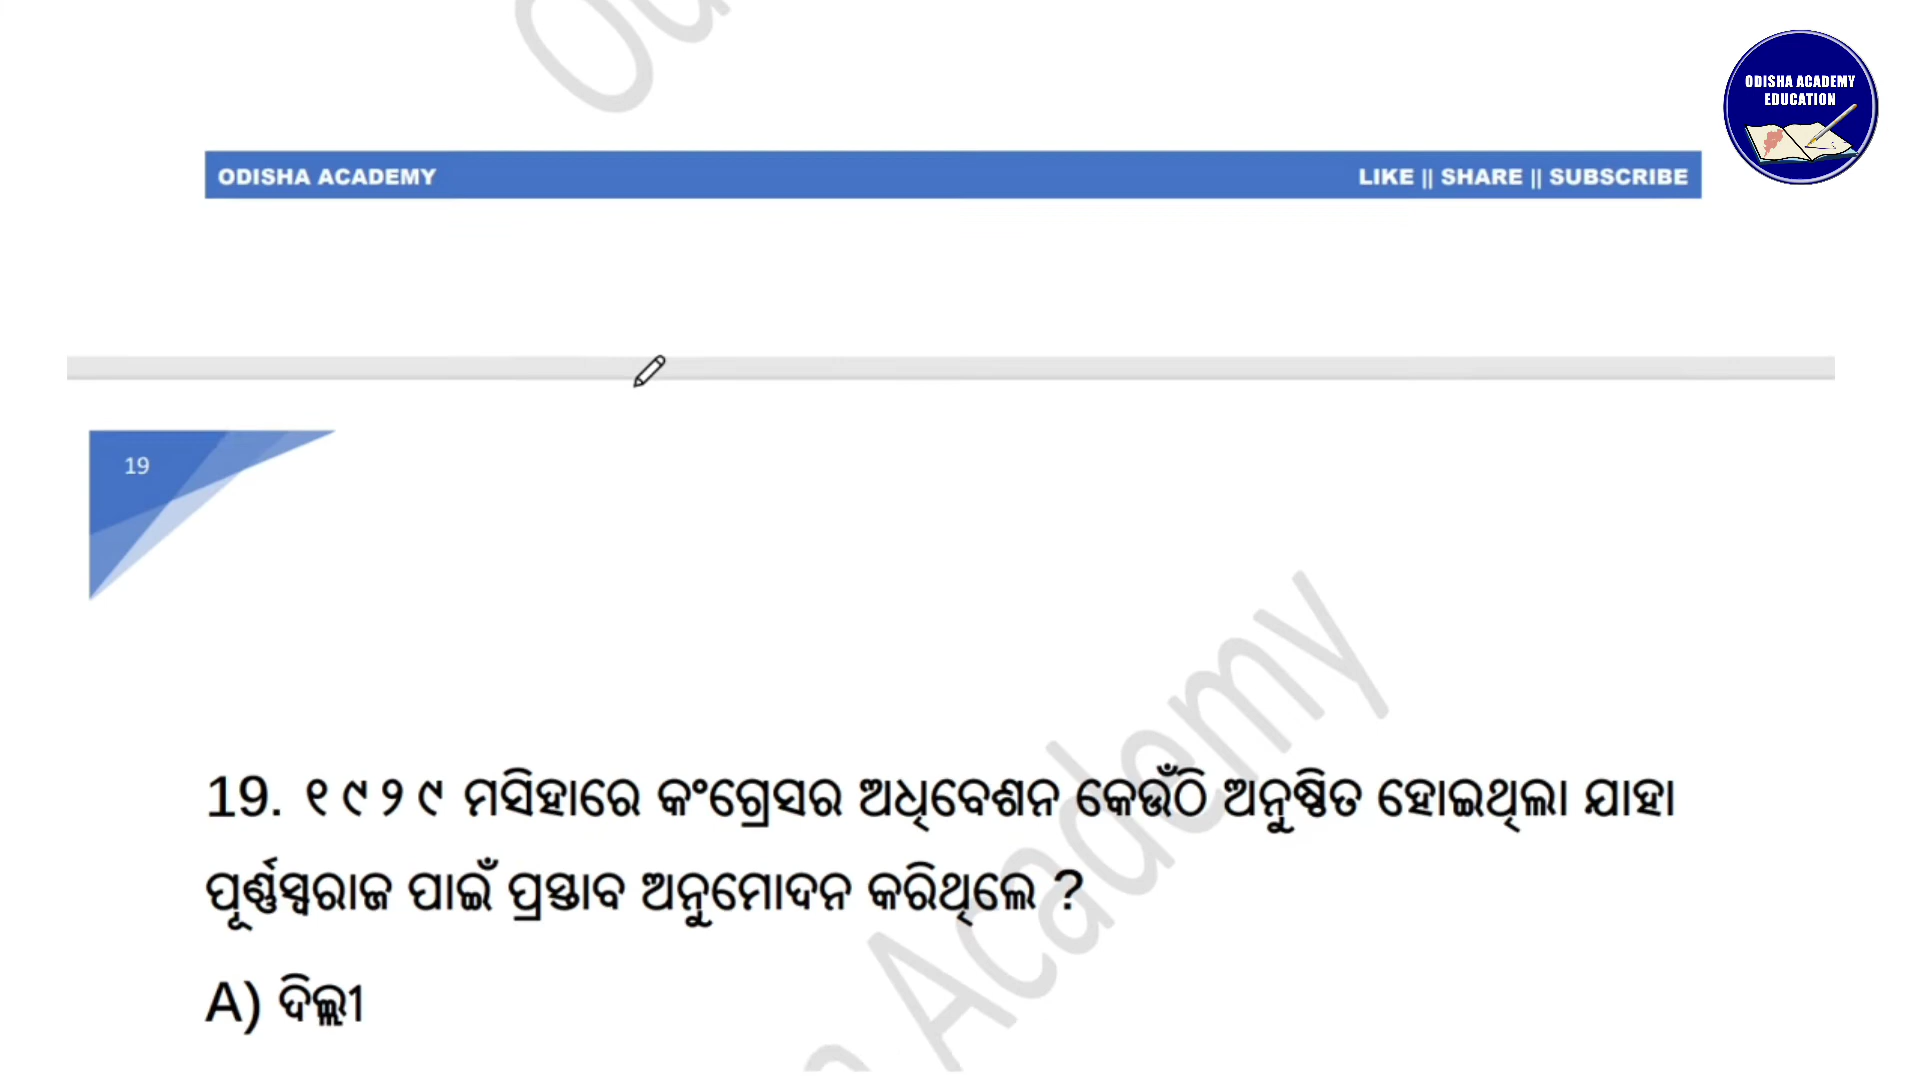 ODISHA ACADEMY
EDUCATION
ODISHA ACADEMY LIKE || SHARE || SUBSCRIBE
19
19. ୧୯୨୯ ମସିହାରେ କଂଗ୍ରେସର ଅଧିବେଶନ କେଉଁଠି ଅନୁଷ୍ଠିତ ହୋଇଥିଲା ଯାହା
ପୂର୍ଣ୍ଣସ୍ୱରାଜ ପାଇଁ ପ୍ରସ୍ତାବ ଅନୁମୋଦନ କରିଥିଲେ ?
A) ଦିଲ୍ଲୀ
Academy